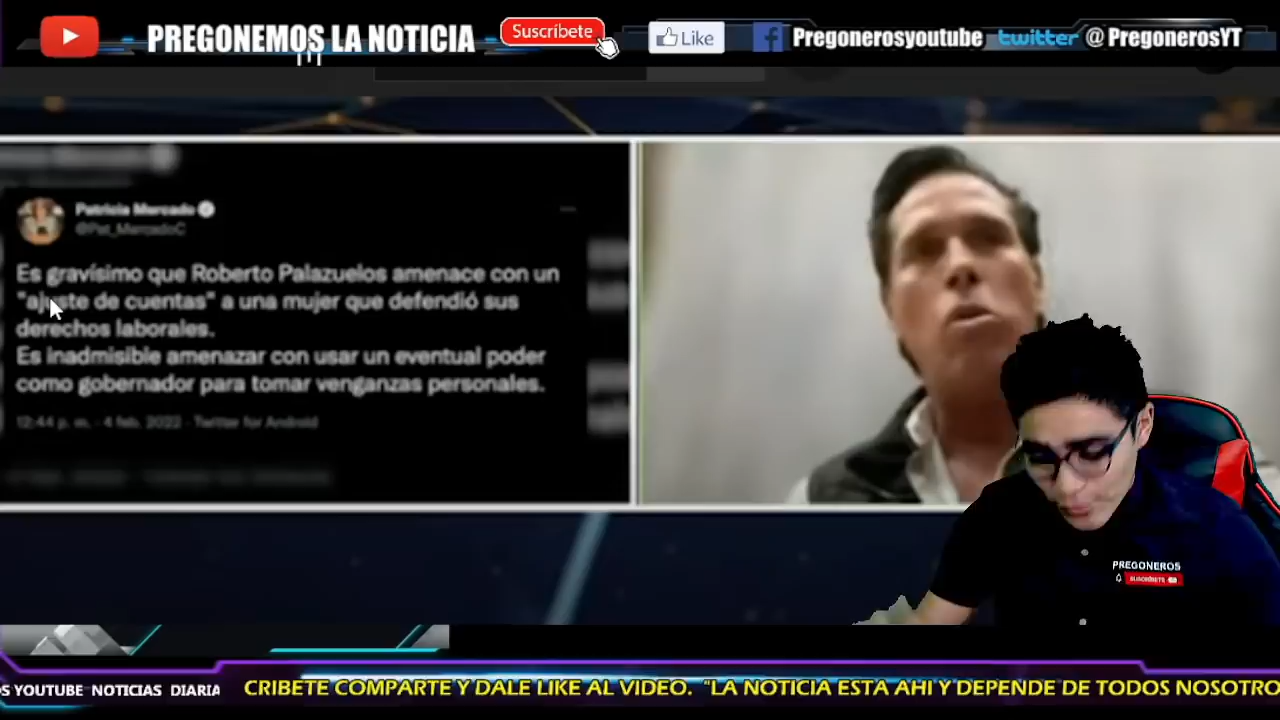 PREGONEMOS LA NOTICIA
Suscríbete
Like
Pregonerosyoutube
twitter @PregonerosYT
Patricia Mercado
@Pat_MercadoC
Es gravísimo que Roberto Palazuelos amenace con un
"ajuste de cuentas" a una mujer que defendió sus
derechos laborales.
Es inadmisible amenazar con usar un eventual poder
como gobernador para tomar venganzas personales.
12:44 p. m. · 4 feb. 2022 · Twitter for Android
PREGONEROS
SUSCRÍBETE
S YOUTUBE NOTICIAS DIARIA
CRIBETE COMPARTE Y DALE LIKE AL VIDEO. "LA NOTICIA ESTA AHI Y DEPENDE DE TODOS NOSOTRO